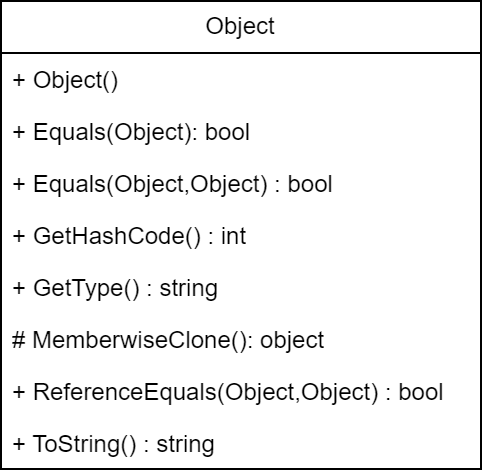 Object
+ Object()
+ Equals(Object): bool
+ Equals(Object,Object) : bool
+ GetHashCode() : int
+ GetType() : string
# MemberwiseClone(): object
+ ReferenceEquals(Object,Object) : bool
+ ToString() : string